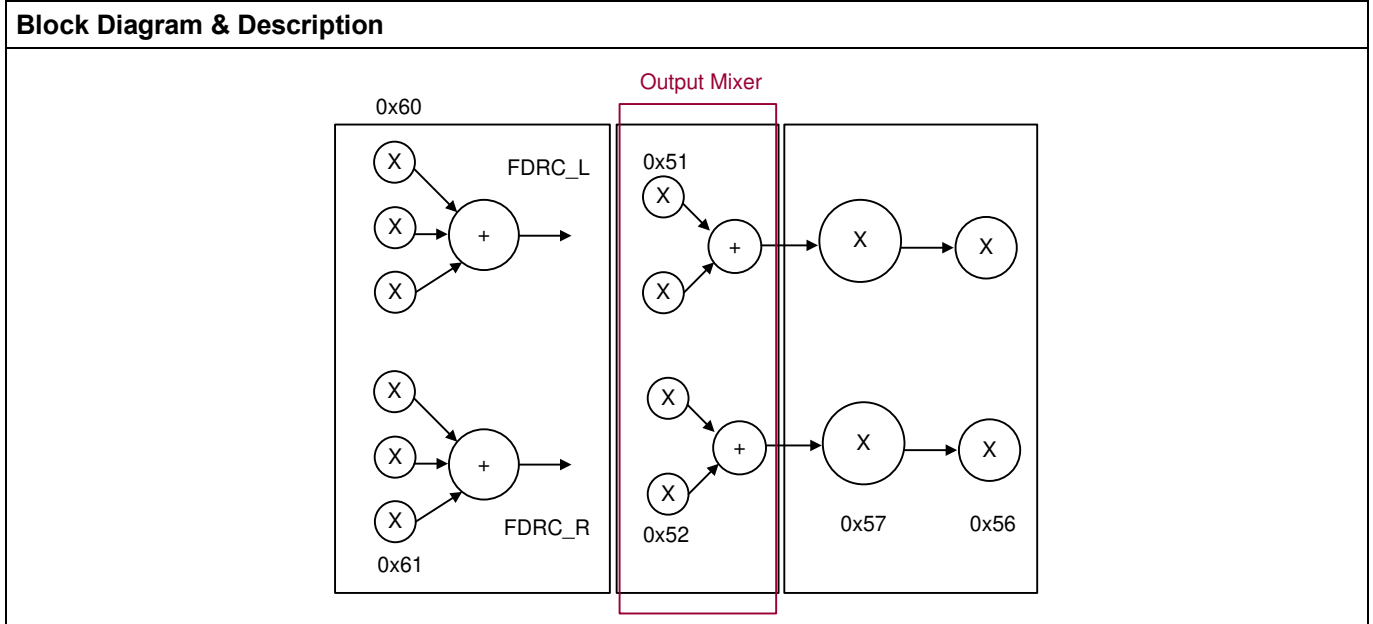 Block Diagram & Description
Output Mixer
0x60
X
FDRC_L
X
+
X
0x51
X
+
X
X
X
X
X
+
X
FDRC_R
0x61
X
+
X
0x52
X
X
0x57
0x56